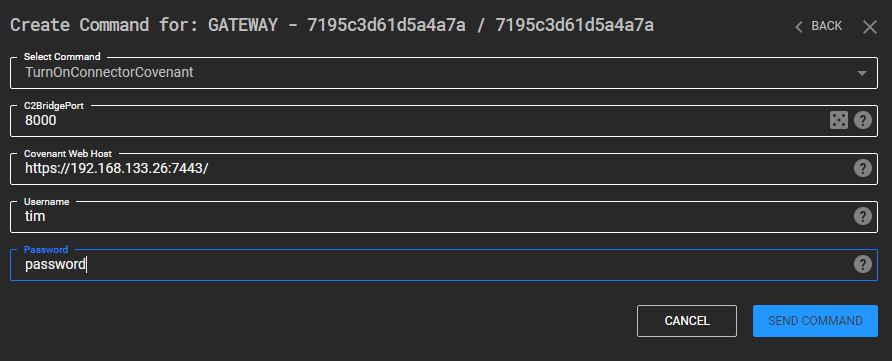 Create Command for: GATEWAY - 7195c3d61d5a4a7a / 7195c3d61d5a4a7a
BACK
Select Command
TurnOnConnectorCovenant
C2BridgePort
8000
Covenant Web Host
https://192.168.133.26:7443/
Username
tim
Password
password
CANCEL
SEND COMMAND